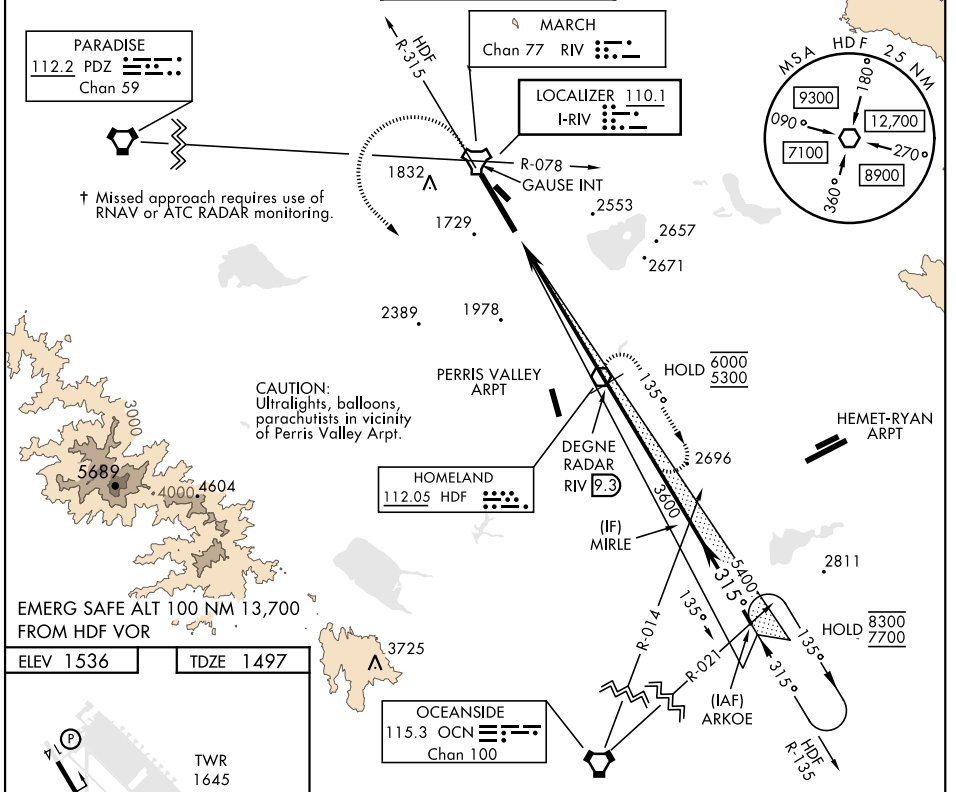 PARADISE
112.2 PDZ
Chan 59
HDF
R-315
MARCH
Chan 77 RIV
LOCALIZER 110.1
I-RIV
MSA HDF 25 NM
180°
9300
090°
12,700
7100
270°
8900
360°
R-078
GAUSE INT
1832
† Missed approach requires use of
RNAV or ATC RADAR monitoring.
1729
2553
2657
2671
2389
1978
PERRIS VALLEY
ARPT
HOLD 6000
5300
135°
CAUTION:
Ultralights, balloons,
parachutists in vicinity
of Perris Valley Arpt.
HEMET-RYAN
ARPT
3000
5689
4000
4604
DEGNE
RADAR
RIV 9.3
2696
HOMELAND
112.05 HDF
3600
(IF)
MIRLE
2811
5400
315°
135°
R-014
R-021
HOLD 8300
7700
135°
315°
(IAF)
ARKOE
HDF
R-135
EMERG SAFE ALT 100 NM 13,700
FROM HDF VOR
ELEV 1536
TDZE 1497
3725
OCEANSIDE
115.3 OCN
Chan 100
P
14
TWR
1645